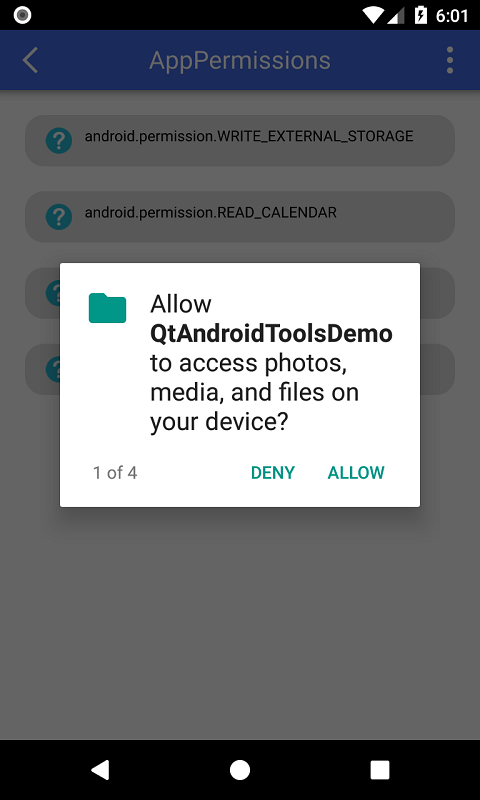 6:01
AppPermissions
android.permission.WRITE_EXTERNAL_STORAGE
android.permission.READ_CALENDAR
Allow
QtAndroidToolsDemo
to access photos,
media, and files on
your device?
1 of 4 DENY ALLOW